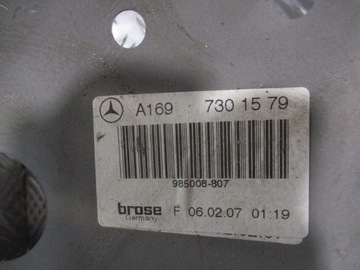 A169 730 15 79
985008-807
brose F 06.02.07 01:19
Germany